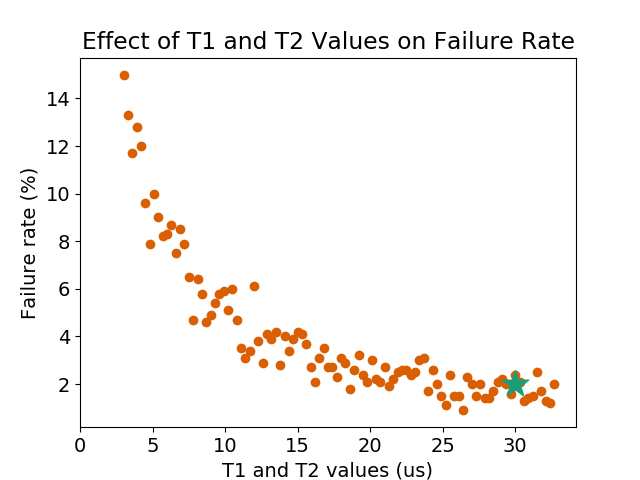 Effect of T1 and T2 Values on Failure Rate
14
12
10
8
6
4
2
Failure rate (%)
0 5 10 15 20 25 30
T1 and T2 values (us)